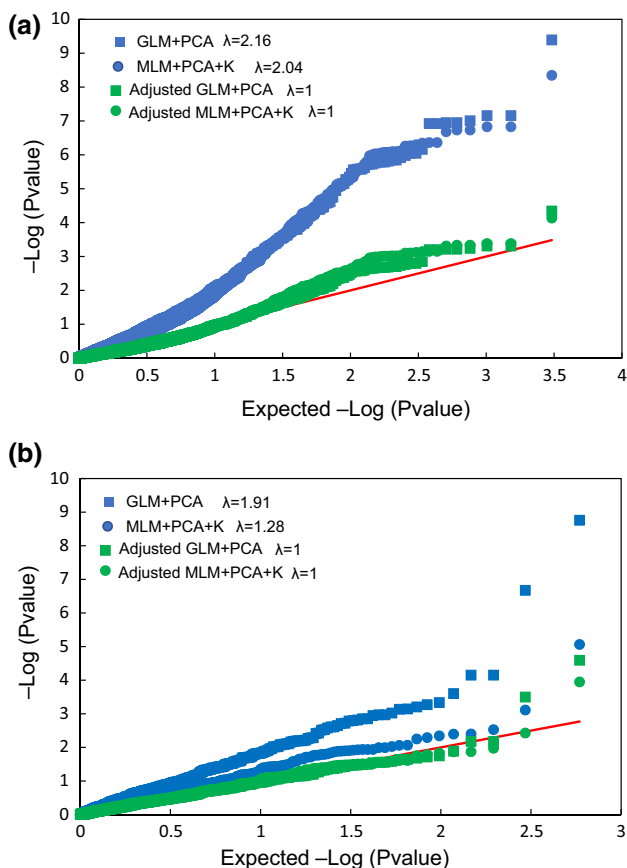 (a)
GLM+PCA λ=2.16
MLM+PCA+K λ=2.04
Adjusted GLM+PCA λ=1
Adjusted MLM+PCA+K λ=1
–Log (Pvalue)
10
9
8
7
6
5
4
3
2
1
0
0 0.5 1 1.5 2 2.5 3 3.5 4
Expected –Log (Pvalue)
(b)
GLM+PCA λ=1.91
MLM+PCA+K λ=1.28
Adjusted GLM+PCA λ=1
Adjusted MLM+PCA+K λ=1
–Log (Pvalue)
10
9
8
7
6
5
4
3
2
1
0
0 0.5 1 1.5 2 2.5 3
Expected –Log (Pvalue)